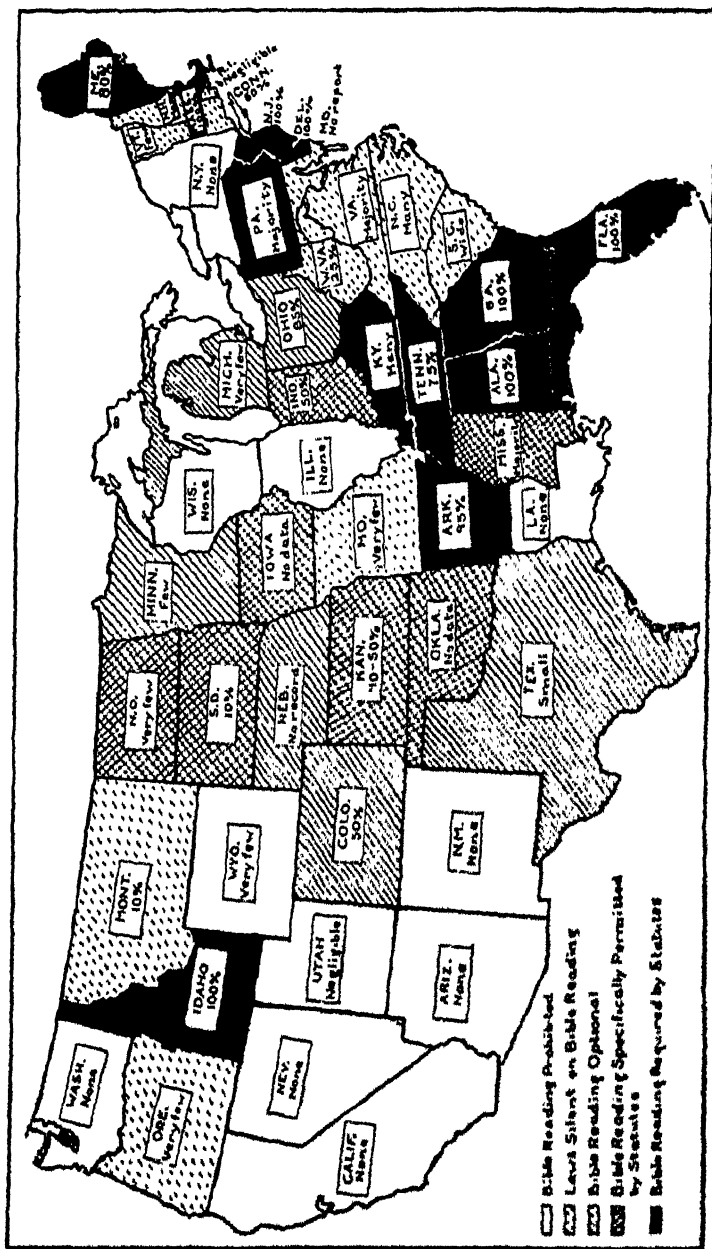 WASH.
None
ORE.
Very few
CALIF.
None
NEV.
None
IDAHO
100%
MONT.
10%
WYO.
Very few
UTAH
Negligible
ARIZ.
None
COLO.
50%
N.M.
None
N.D.
Very few
S.D.
10%
NEB.
No record
KAN.
40-50%
OKLA.
No data
TEX.
Small
MINN.
Few
IOWA
No data
MO.
Very few
ARK.
95%
LA.
None
WIS.
None
ILL.
None
MICH.
Very few
IND.
50%
OHIO
85%
KY.
Many
TENN.
75%
MISS.
ALA.
100%
GA.
100%
FLA.
100%
S.C.
N.C.
Many
VA.
Majority
W.VA.
25%
PA.
Majority
N.Y.
None
ME.
80%
R.I.
Negligible
CONN.
N.J.
100%
DEL.
100%
MD.
No report
Bible Reading Prohibited
Laws Silent on Bible Reading
Bible Reading Optional
Bible Reading Specifically Permitted
by Statutes
Bible Reading Required by Statutes